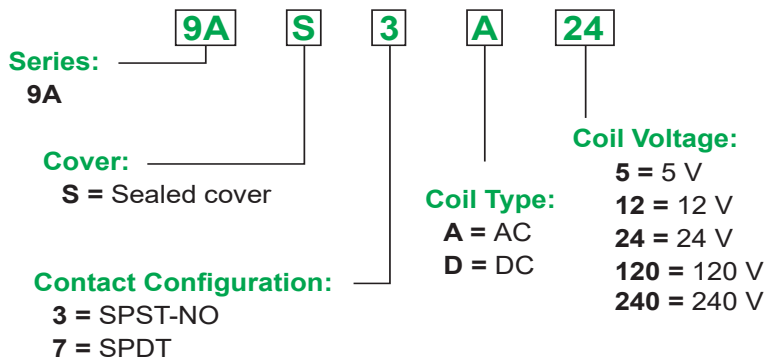 9A S 3 A 24
Series:
9A
Cover:
S = Sealed cover
Contact Configuration:
3 = SPST-NO
7 = SPDT
Coil Type:
A = AC
D = DC
Coil Voltage:
5 = 5 V
12 = 12 V
24 = 24 V
120 = 120 V
240 = 240 V